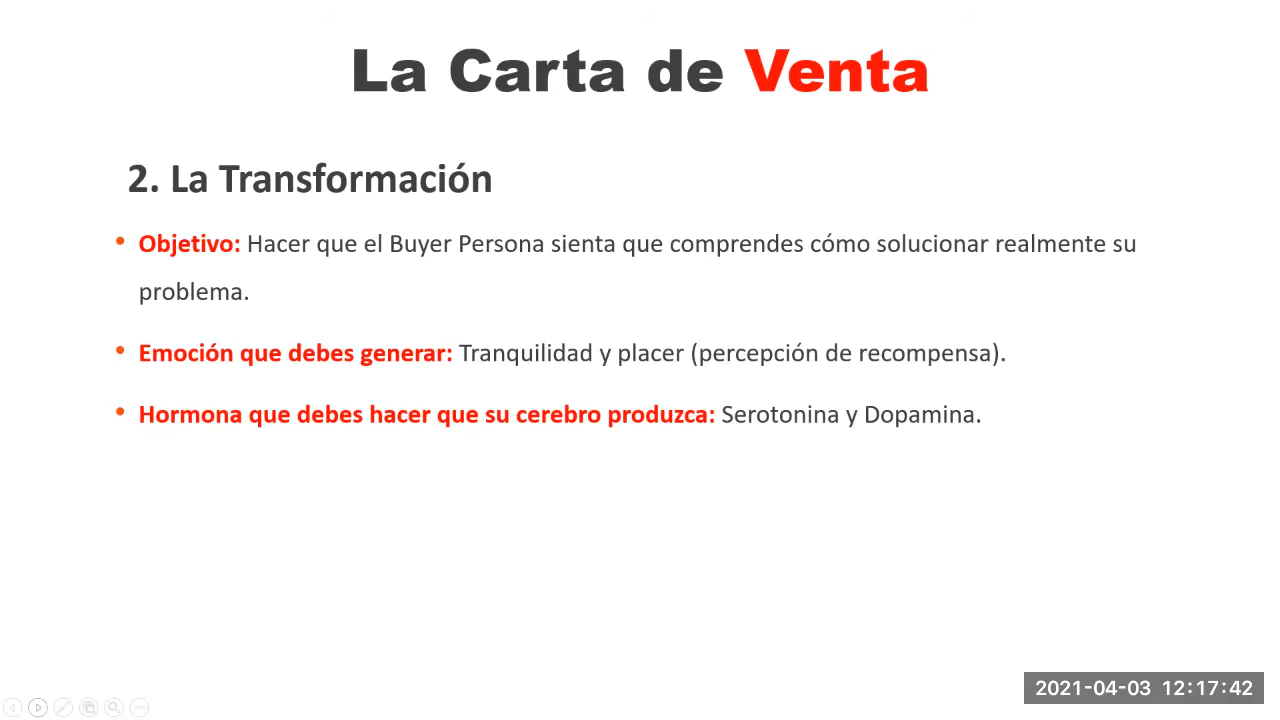 La Carta de Venta
2. La Transformación
• Objetivo: Hacer que el Buyer Persona sienta que comprendes cómo solucionar realmente su
problema.
• Emoción que debes generar: Tranquilidad y placer (percepción de recompensa).
• Hormona que debes hacer que su cerebro produzca: Serotonina y Dopamina.
2021-04-03 12:17:42